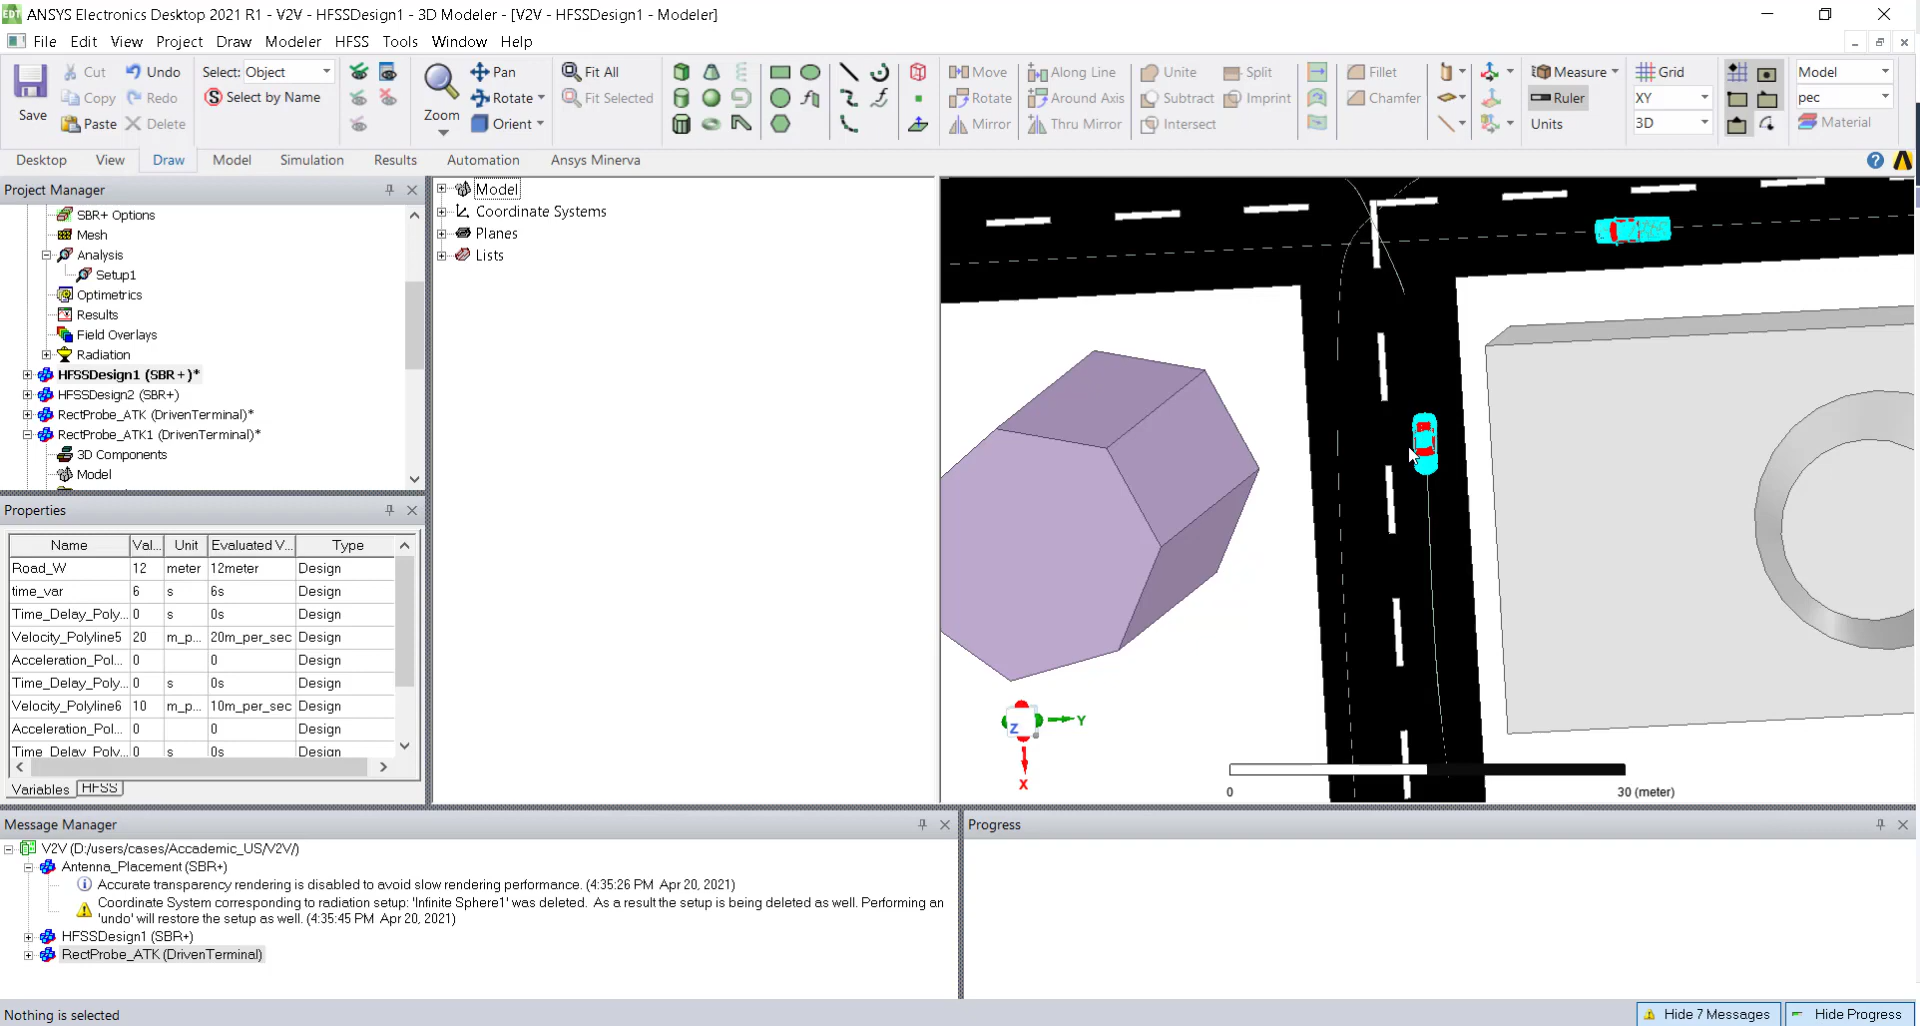 ANSYS Electronics Desktop 2021 R1 - V2V - HFSSDesign1 - 3D Modeler - [V2V - HFSSDesign1 - Modeler]
File Edit View Project Draw Modeler HFSS Tools Window Help
Save Cut Undo Select: Object Zoom Pan Fit All Move Along Line Unite Split Fillet Measure Grid Model
Copy Redo Select by Name Rotate Fit Selected Rotate Around Axis Subtract Imprint Chamfer Ruler XY pec
Paste Delete Orient Mirror Thru Mirror Intersect Units 3D Material
Desktop View Draw Model Simulation Results Automation Ansys Minerva
Project Manager
SBR+ Options
Mesh
Analysis
Setup1
Optimetrics
Results
Field Overlays
Radiation
HFSSDesign1 (SBR+)*
HFSSDesign2 (SBR+)
RectProbe_ATK (DrivenTerminal)*
RectProbe_ATK1 (DrivenTerminal)*
3D Components
Model
Model
Coordinate Systems
Planes
Lists
Properties
Name Val... Unit Evaluated V... Type
Road_W 12 meter 12meter Design
time_var 6 s 6s Design
Time_Delay_Poly... 0 s 0s Design
Velocity_Polyline5 20 m_p... 20m_per_sec Design
Acceleration_Pol... 0 0 Design
Time_Delay_Poly... 0 s 0s Design
Velocity_Polyline6 10 m_p... 10m_per_sec Design
Acceleration_Pol... 0 0 Design
Time_Delay_Poly... 0 s 0s Design
Variables HFSS
Z Y
X
0 30 (meter)
Message Manager
V2V (D:/users/cases/Accademic_US/V2V/)
Antenna_Placement (SBR+)
Accurate transparency rendering is disabled to avoid slow rendering performance. (4:35:26 PM Apr 20, 2021)
Coordinate System corresponding to radiation setup: 'Infinite Sphere1' was deleted. As a result the setup is being deleted as well. Performing an
'undo' will restore the setup as well. (4:35:45 PM Apr 20, 2021)
HFSSDesign1 (SBR+)
RectProbe_ATK (DrivenTerminal)
Progress
Nothing is selected
Hide 7 Messages Hide Progress